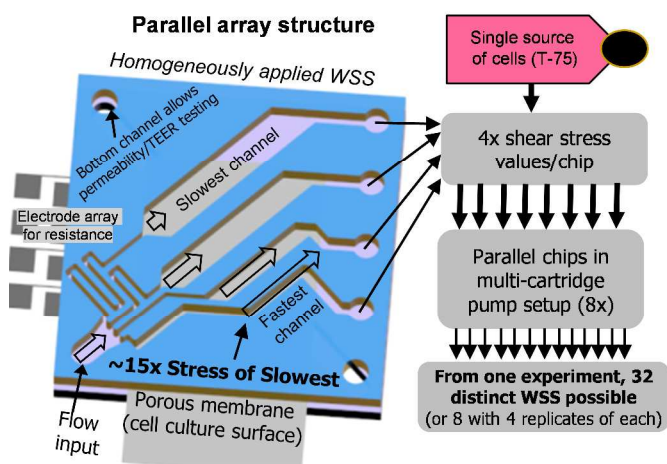 Parallel array structure
Homogeneously applied WSS
Bottom channel allows
permeability/TEER testing
Slowest channel
Electrode array
for resistance
Fastest
channel
~15x Stress of Slowest
Flow
input
Porous membrane
(cell culture surface)
Single source
of cells (T-75)
4x shear stress
values/chip
Parallel chips in
multi-cartridge
pump setup (8x)
From one experiment, 32
distinct WSS possible
(or 8 with 4 replicates of each)